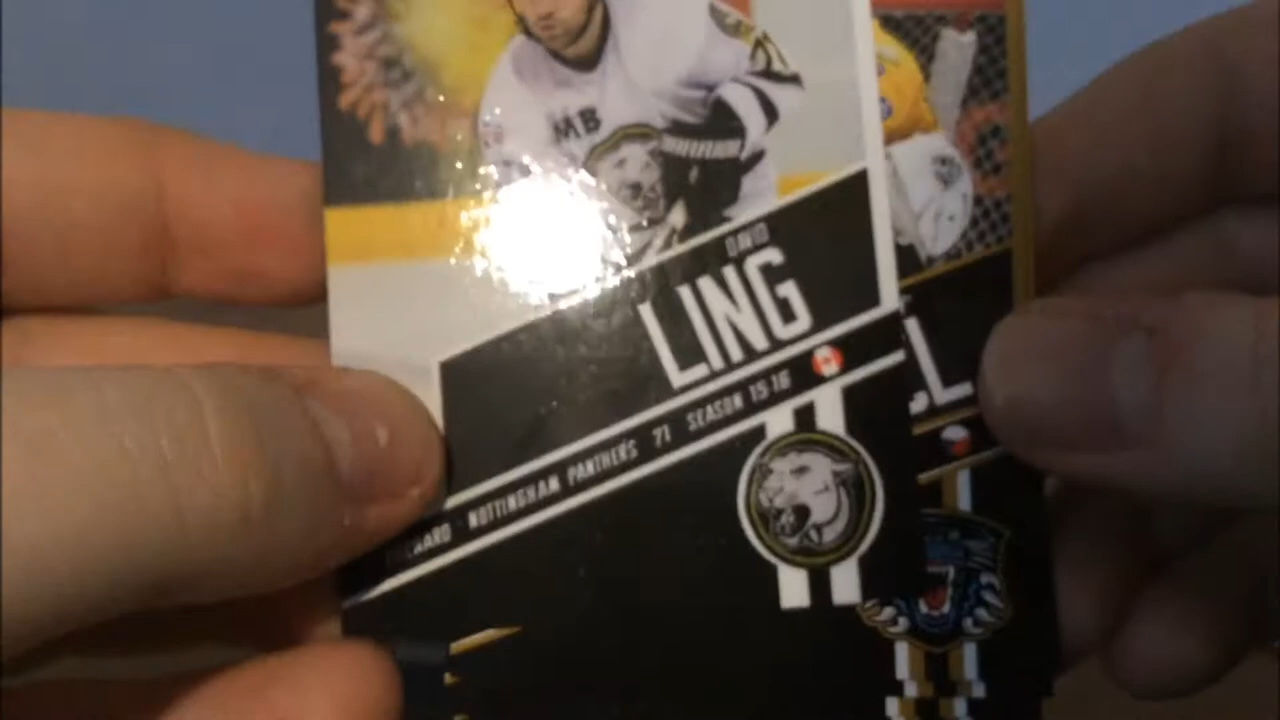 MB
DAVID
LING
NOTTINGHAM PANTHERS 71 SEASON 15 16
L